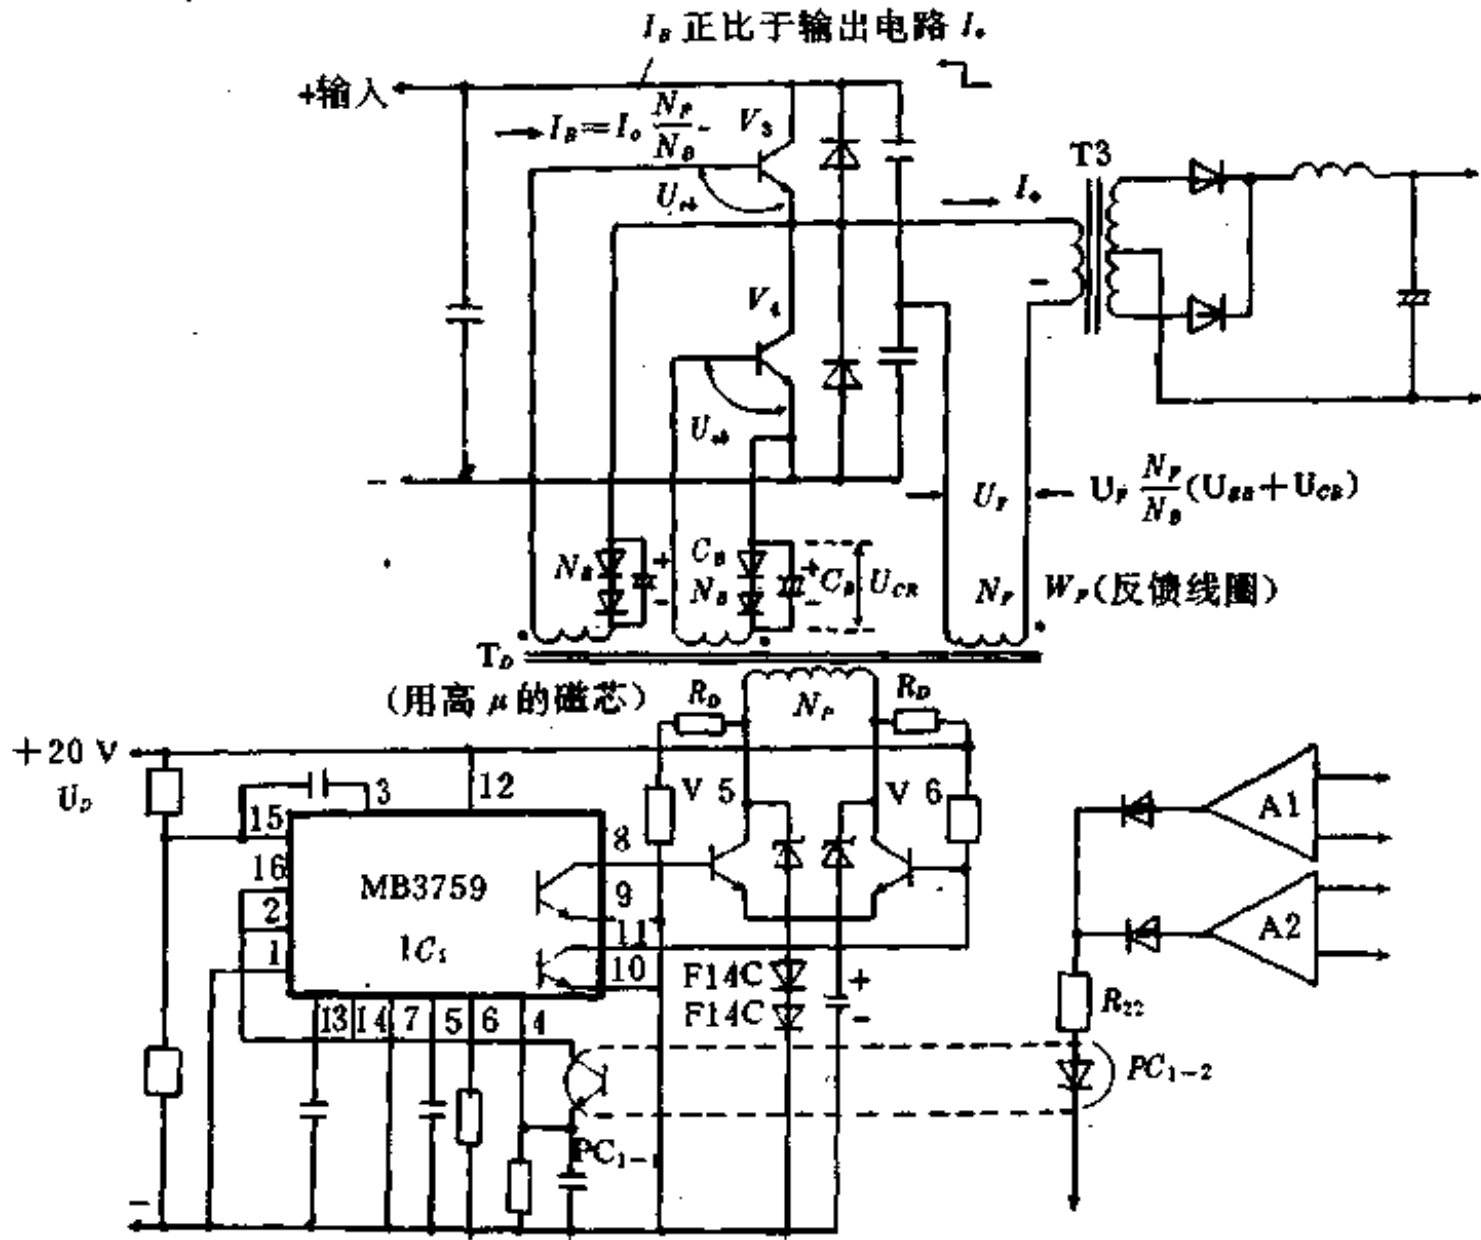 I_B 正比于输出电路 I_o
+输入
I_B = I_o N_F/N_B
V_3
U_eb
I_o
T3
V_4
U_eb
−
−
U_F
U_F N_F/N_B (U_EB + U_CB)
N_B
+
−
C_B
N_B
+
−
C_B
U_CB
N_F
W_F (反馈线圈)
T_D
(用高 μ 的磁芯)
R_D
N_P
R_D
+20 V
U_D
3
12
V 5
V 6
A1
15
8
16
MB3759
9
2
11
A2
1
IC_1
10
F14C
+
F14C
−
R_22
13
14
7
5
6
4
PC_1-2
PC_1-1
−